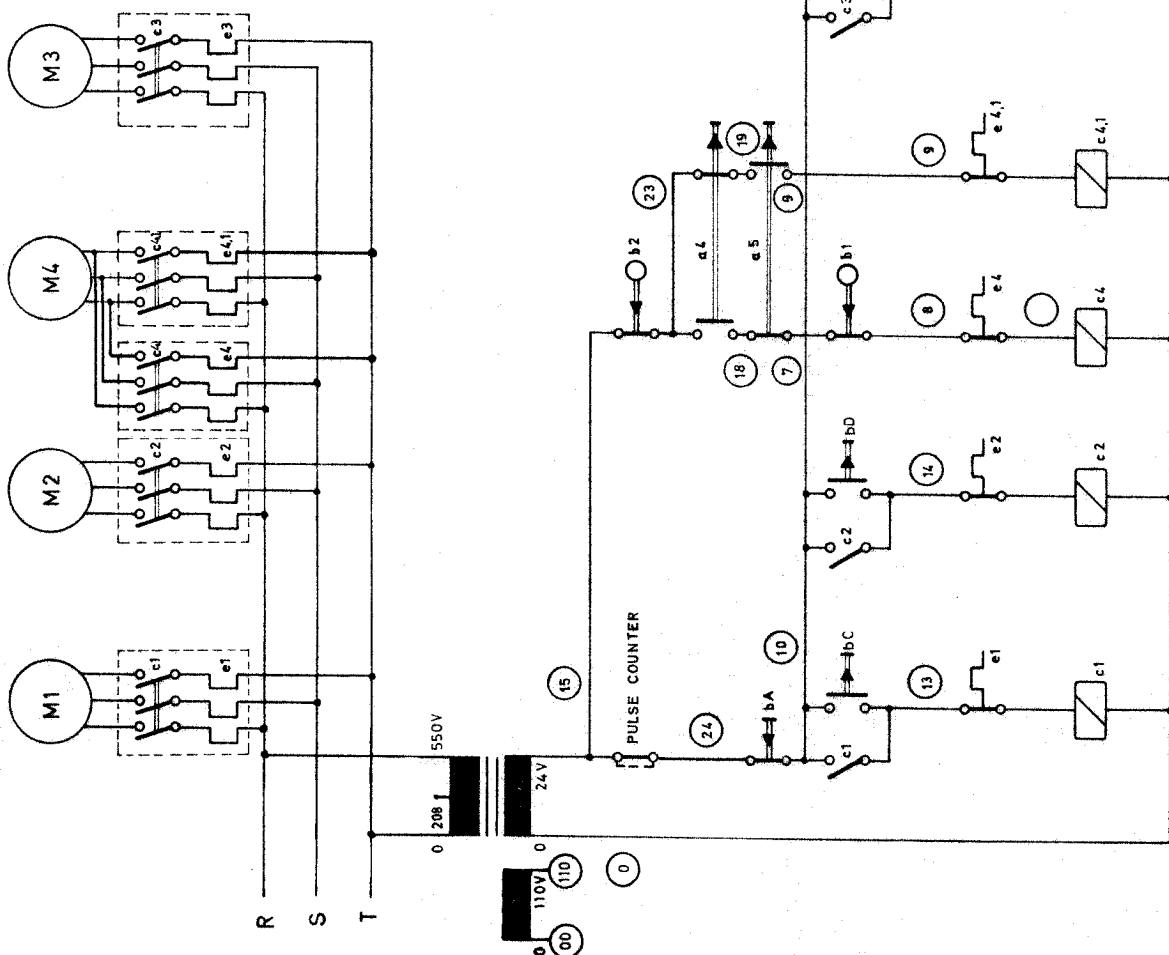 M3
c3
e3
M4
c4,1
e4,1
c4
e4
M2
c2
e2
M1
c1
e1
R
S
T
550V
208
0
24V
0
110V
0
00
110
0
15
PULSE COUNTER
24
bA
10
c1
bC
13
e1
c1
c2
bD
14
e2
c2
b2
23
a4
a5
19
9
18
7
b1
8
e4
c4
9
e4,1
c4,1
c3